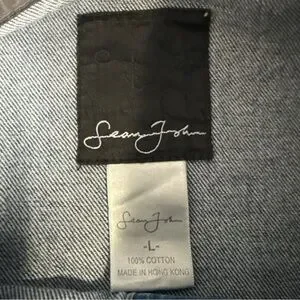 Sean John
Sean John
-L-
100% COTTON
MADE IN HONG KONG